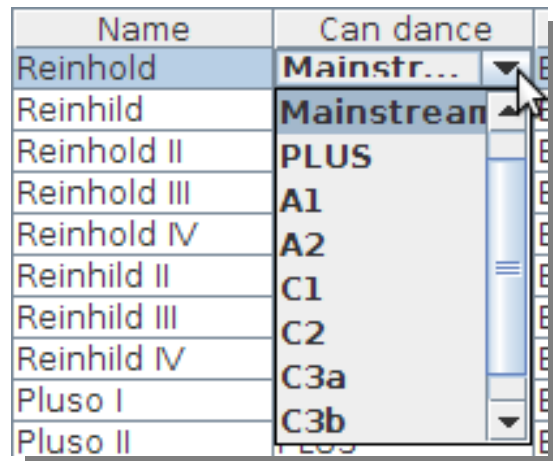 Name Can dance
Reinhold Mainstr...
Reinhild Mainstream
Reinhold II PLUS
Reinhold III A1
Reinhold IV A2
Reinhild II C1
Reinhild III C2
Reinhild IV C3a
Pluso I C3b
Pluso II PLUS